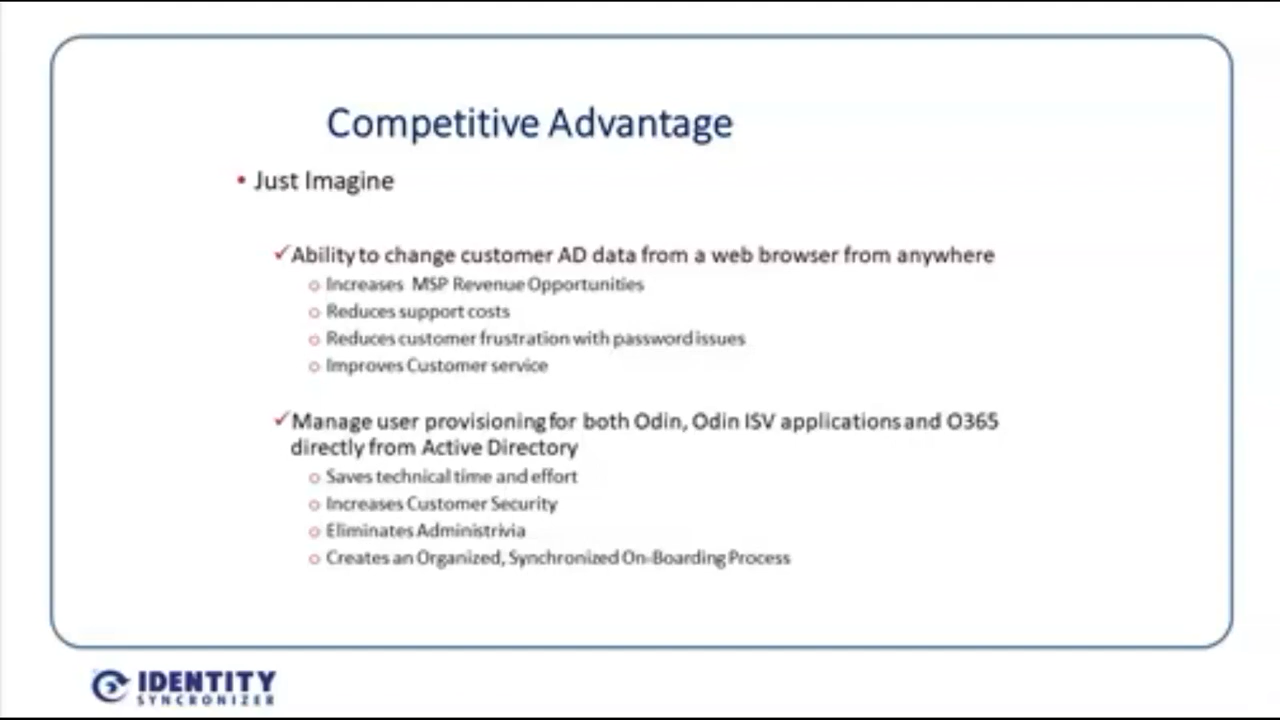 Competitive Advantage
• Just Imagine
✓Ability to change customer AD data from a web browser from anywhere
o Increases MSP Revenue Opportunities
o Reduces support costs
o Reduces customer frustration with password issues
o Improves Customer service
✓Manage user provisioning for both Odin, Odin ISV applications and O365
directly from Active Directory
o Saves technical time and effort
o Increases Customer Security
o Eliminates Administrivia
o Creates an Organized, Synchronized On-Boarding Process
IDENTITY
SYNCRONIZER